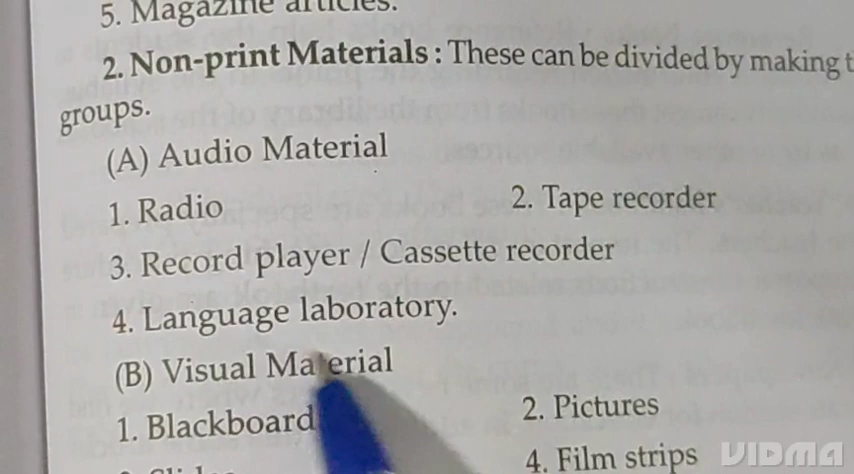 5. Magazine articles.
2. Non-print Materials : These can be divided by making
groups.
(A) Audio Material
1. Radio 2. Tape recorder
3. Record player / Cassette recorder
4. Language laboratory.
(B) Visual Material
1. Blackboard 2. Pictures
4. Film strips
VIDMA